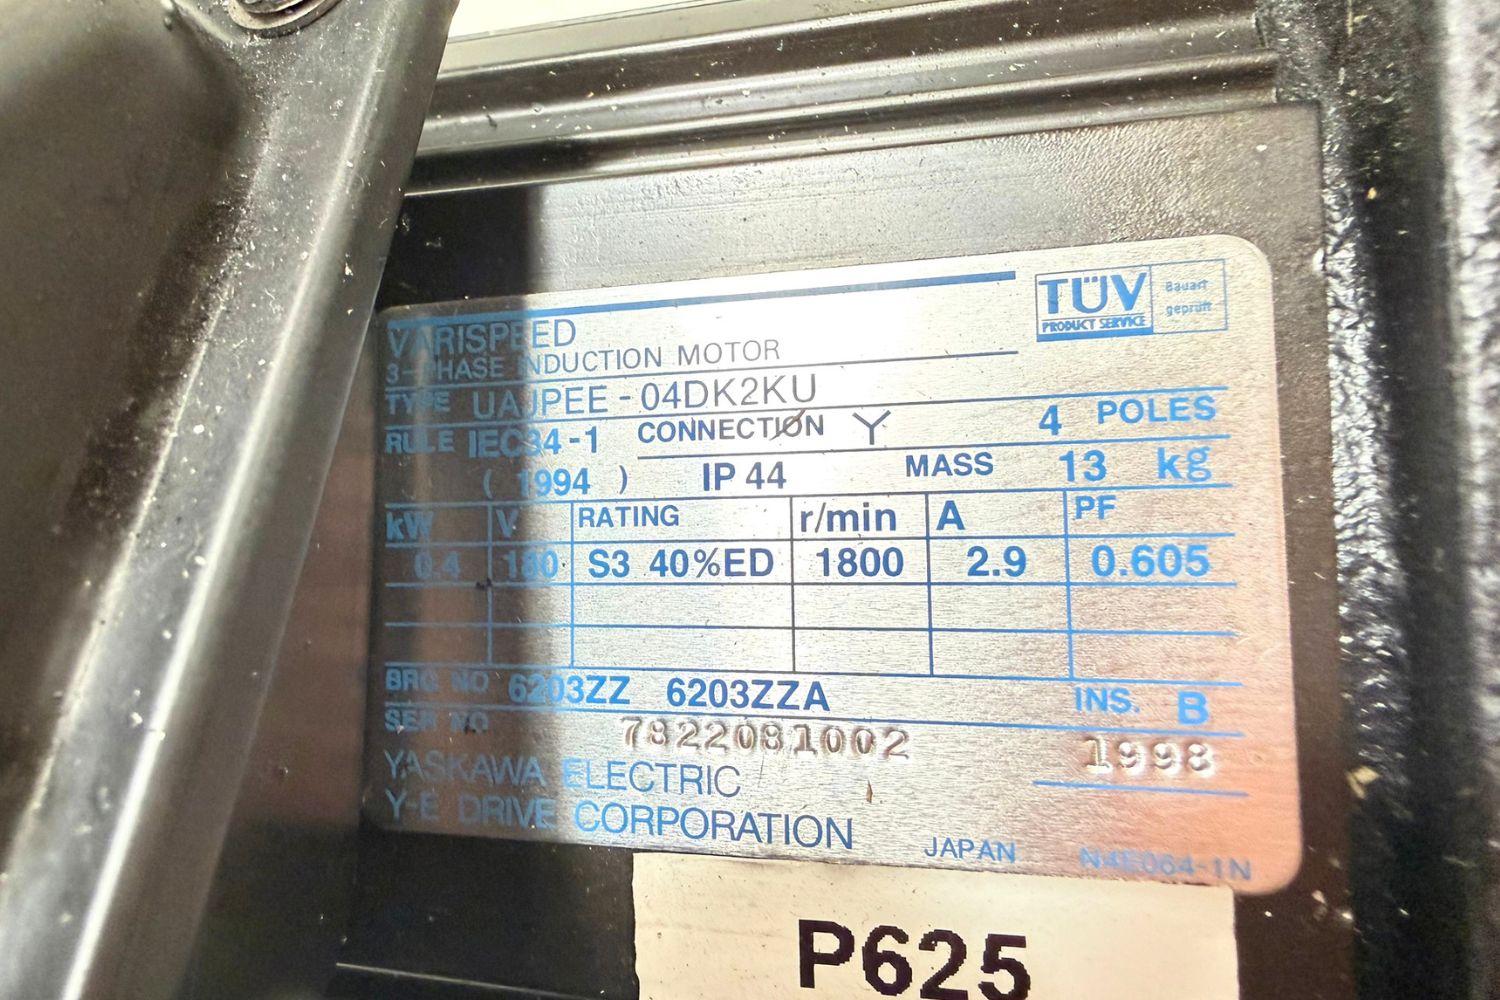 VARISPEED
3-PHASE INDUCTION MOTOR
TÜV
PRODUCT SERVICE
Bauart
geprüft
TYPE UAJPEE-04DK2KU
RULE IEC34-1 CONNECTION Y 4 POLES
(1994) IP 44 MASS 13 kg
kW V RATING r/min A PF
0.4 180 S3 40%ED 1800 2.9 0.605
BRG NO 6203ZZ 6203ZZA INS. B
SER NO 7822081002 1998
YASKAWA ELECTRIC
Y-E DRIVE CORPORATION
JAPAN N4E064-1N
P625